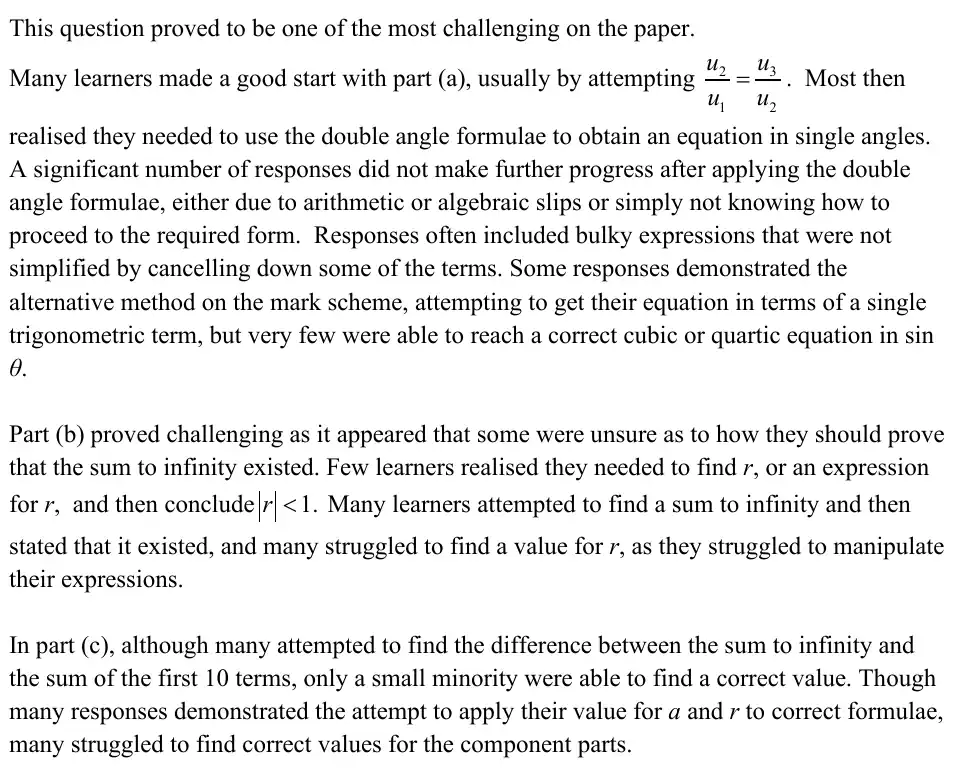 This question proved to be one of the most challenging on the paper.
Many learners made a good start with part (a), usually by attempting u₂/u₁ = u₃/u₂. Most then
realised they needed to use the double angle formulae to obtain an equation in single angles.
A significant number of responses did not make further progress after applying the double
angle formulae, either due to arithmetic or algebraic slips or simply not knowing how to
proceed to the required form. Responses often included bulky expressions that were not
simplified by cancelling down some of the terms. Some responses demonstrated the
alternative method on the mark scheme, attempting to get their equation in terms of a single
trigonometric term, but very few were able to reach a correct cubic or quartic equation in sin
θ.
Part (b) proved challenging as it appeared that some were unsure as to how they should prove
that the sum to infinity existed. Few learners realised they needed to find r, or an expression
for r, and then conclude |r| < 1. Many learners attempted to find a sum to infinity and then
stated that it existed, and many struggled to find a value for r, as they struggled to manipulate
their expressions.
In part (c), although many attempted to find the difference between the sum to infinity and
the sum of the first 10 terms, only a small minority were able to find a correct value. Though
many responses demonstrated the attempt to apply their value for a and r to correct formulae,
many struggled to find correct values for the component parts.